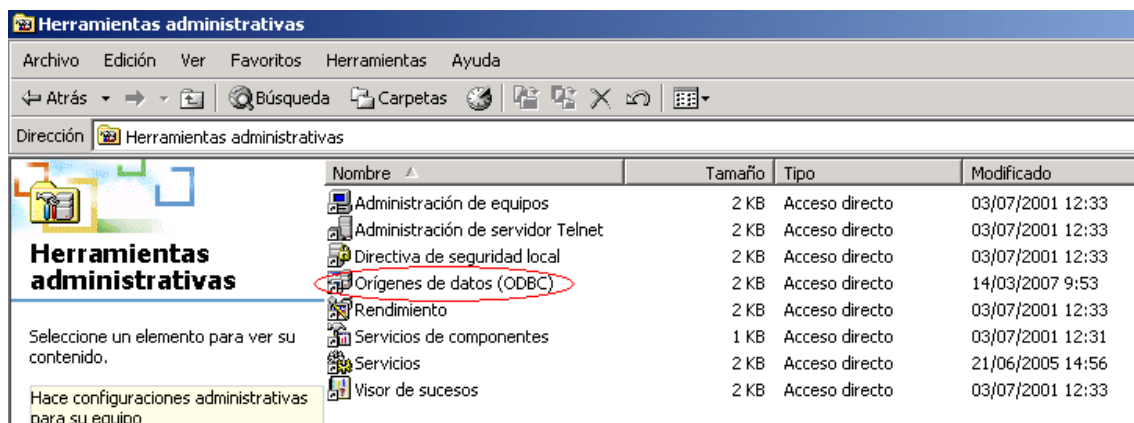 Herramientas administrativas
Archivo Edición Ver Favoritos Herramientas Ayuda
Atrás Búsqueda Carpetas
Dirección Herramientas administrativas
Nombre Tamaño Tipo Modificado
Administración de equipos 2 KB Acceso directo 03/07/2001 12:33
Administración de servidor Telnet 2 KB Acceso directo 03/07/2001 12:33
Directiva de seguridad local 2 KB Acceso directo 03/07/2001 12:33
Orígenes de datos (ODBC) 2 KB Acceso directo 14/03/2007 9:53
Rendimiento 2 KB Acceso directo 03/07/2001 12:33
Servicios de componentes 1 KB Acceso directo 03/07/2001 12:31
Servicios 2 KB Acceso directo 21/06/2005 14:56
Visor de sucesos 2 KB Acceso directo 03/07/2001 12:33
Herramientas
administrativas
Seleccione un elemento para ver su
contenido.
Hace configuraciones administrativas
para su equipo